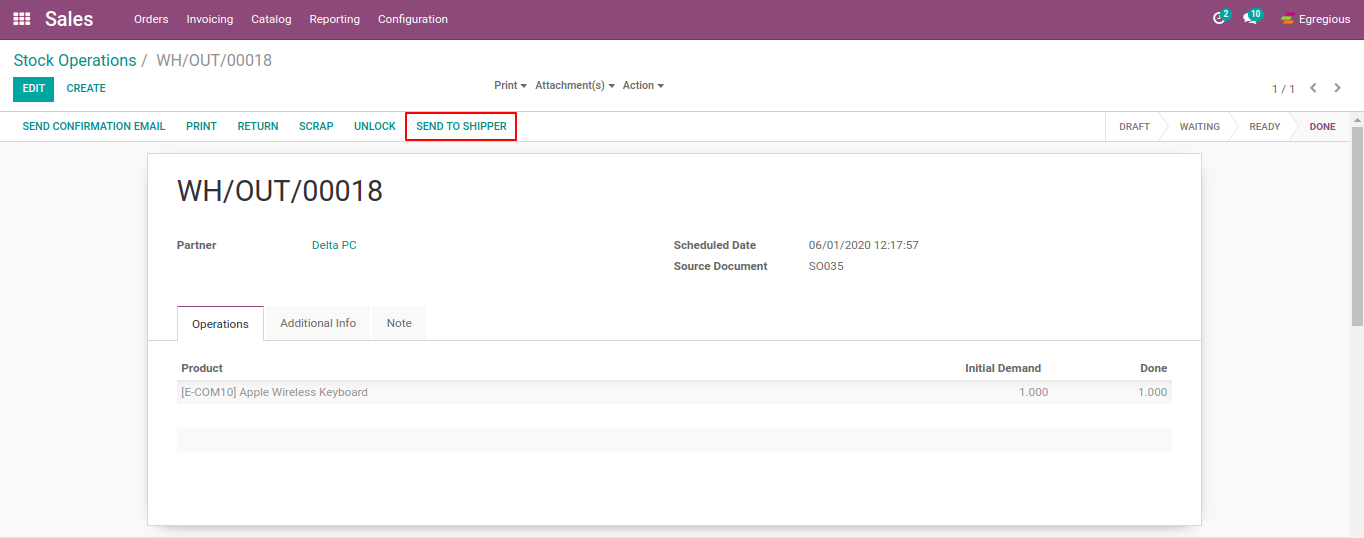 Sales Orders Invoicing Catalog Reporting Configuration 2 10 Egregious
Stock Operations / WH/OUT/00018
EDIT CREATE Print Attachment(s) Action 1 / 1
SEND CONFIRMATION EMAIL PRINT RETURN SCRAP UNLOCK SEND TO SHIPPER DRAFT WAITING READY DONE
WH/OUT/00018
Partner Delta PC Scheduled Date 06/01/2020 12:17:57
Source Document SO035
Operations Additional Info Note
Product Initial Demand Done
[E-COM10] Apple Wireless Keyboard 1.000 1.000